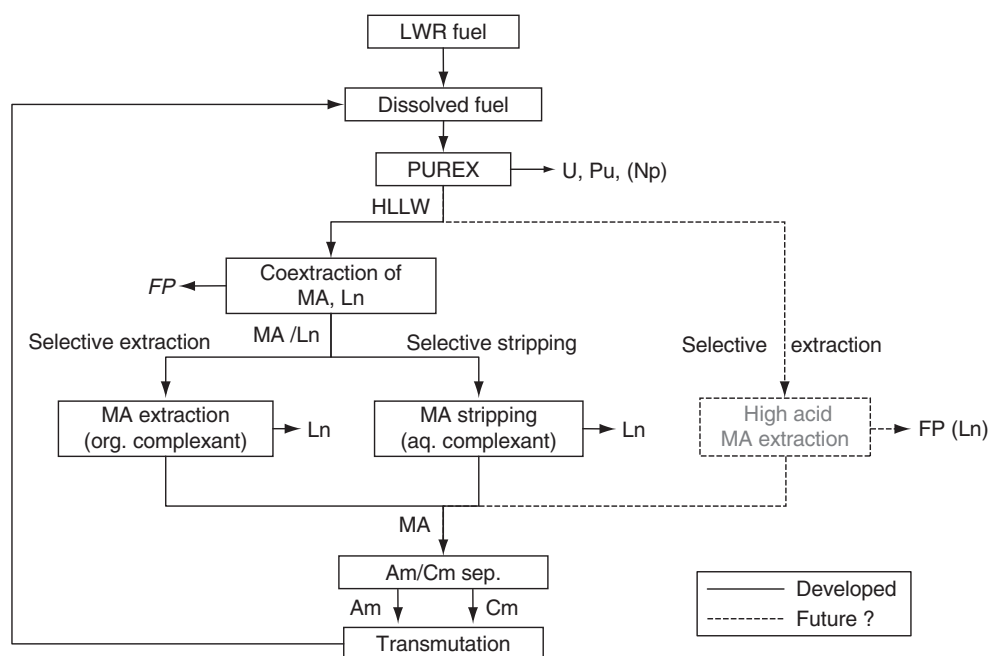 LWR fuel
Dissolved fuel
PUREX
U, Pu, (Np)
HLLW
Coextraction of
MA, Ln
FP
MA /Ln
Selective extraction
Selective stripping
Selective extraction
MA extraction
(org. complexant)
Ln
MA stripping
(aq. complexant)
Ln
High acid
MA extraction
FP (Ln)
MA
Am/Cm sep.
Am
Cm
Transmutation
Developed
Future ?